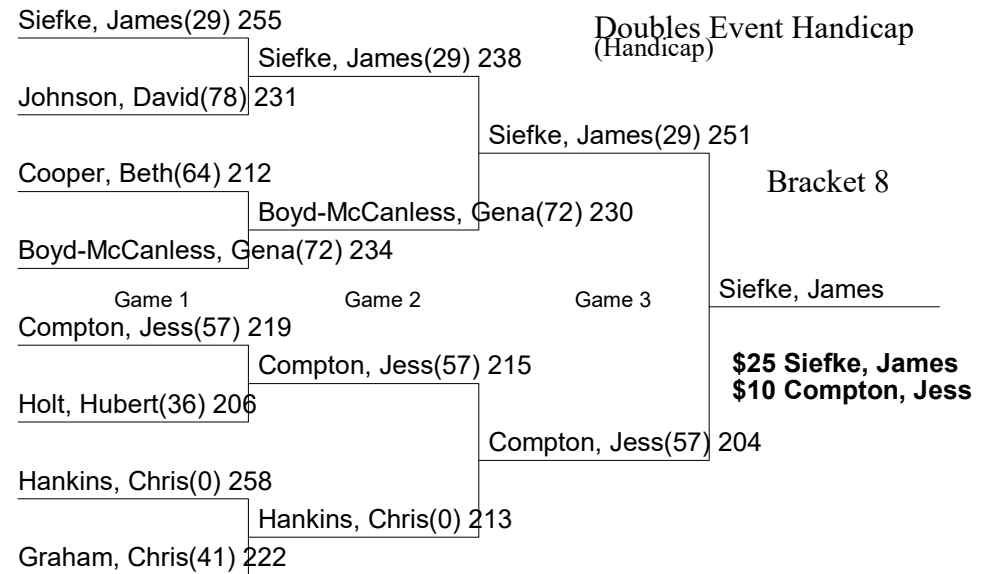 Siefke, James(29) 255
Doubles Event Handicap
(Handicap)
Siefke, James(29) 238
Johnson, David(78) 231
Siefke, James(29) 251
Cooper, Beth(64) 212
Bracket 8
Boyd-McCanless, Gena(72) 230
Boyd-McCanless, Gena(72) 234
Game 1
Game 2
Game 3
Siefke, James
Compton, Jess(57) 219
Compton, Jess(57) 215
$25 Siefke, James
$10 Compton, Jess
Holt, Hubert(36) 206
Compton, Jess(57) 204
Hankins, Chris(0) 258
Hankins, Chris(0) 213
Graham, Chris(41) 222